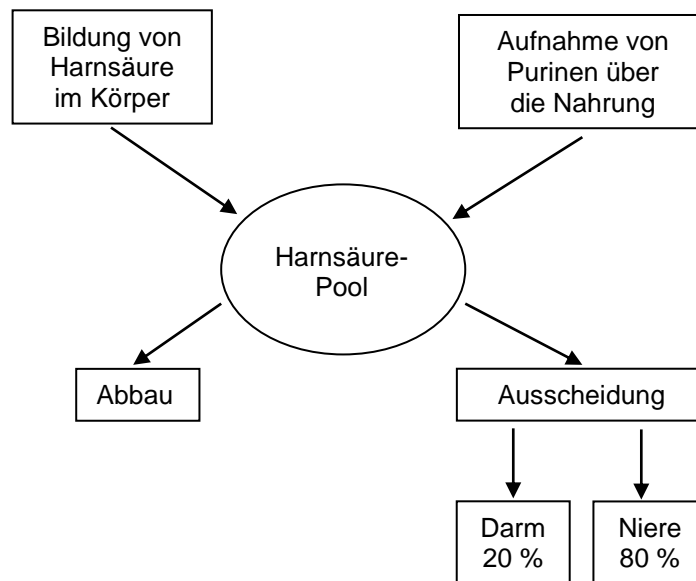 Bildung von
Harnsäure
im Körper
Aufnahme von
Purinen über
die Nahrung
Harnsäure-
Pool
Abbau
Ausscheidung
Darm
20 %
Niere
80 %